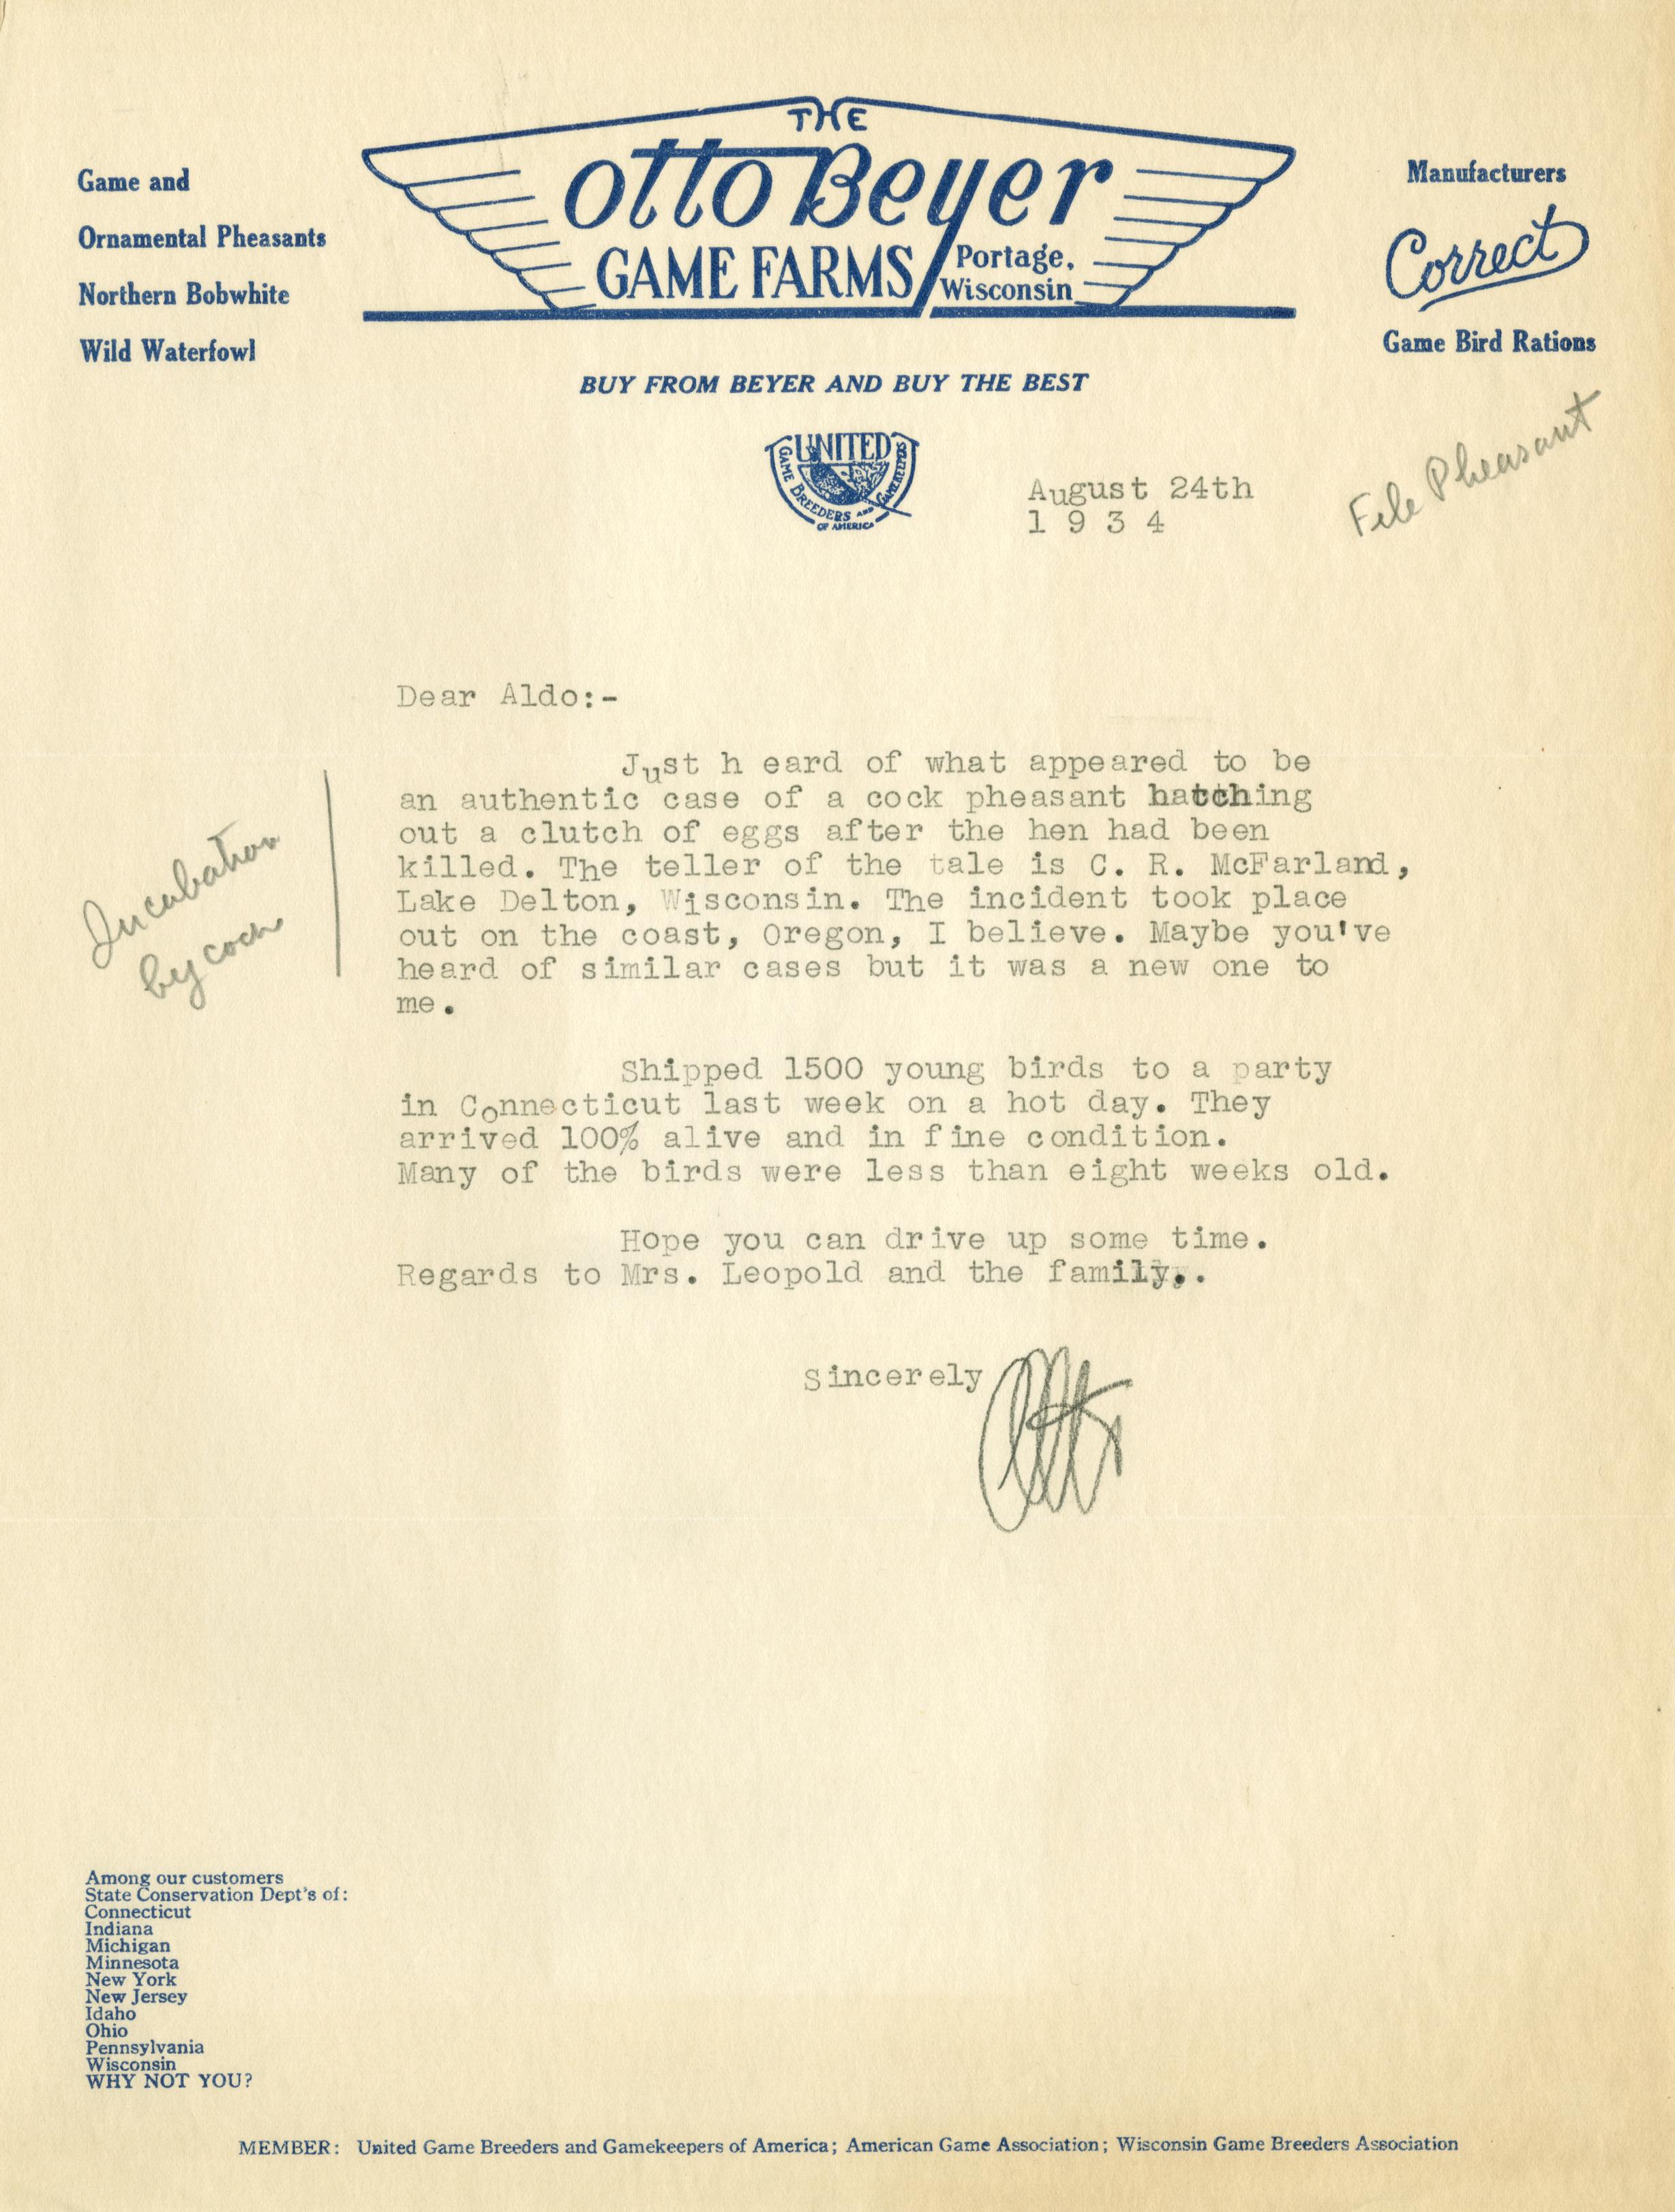 THE
Otto Beyer
GAME FARMS
Portage,
Wisconsin
Game and
Ornamental Pheasants
Northern Bobwhite
Wild Waterfowl
Manufacturers
Correct
Game Bird Rations
BUY FROM BEYER AND BUY THE BEST
UNITED
GAME BREEDERS AND GAMEKEEPERS
OF AMERICA
August 24th
1 9 3 4
File Pheasant
Dear Aldo:-
Just h eard of what appeared to be
an authentic case of a cock pheasant hatching
out a clutch of eggs after the hen had been
killed. The teller of the tale is C. R. McFarland,
Lake Delton, Wisconsin. The incident took place
out on the coast, Oregon, I believe. Maybe you've
heard of similar cases but it was a new one to
me.
Incubation
by cock
Shipped 1500 young birds to a party
in Connecticut last week on a hot day. They
arrived 100% alive and in fine condition.
Many of the birds were less than eight weeks old.
Hope you can drive up some time.
Regards to Mrs. Leopold and the family..
Sincerely
Otto
Among our customers
State Conservation Dept's of:
Connecticut
Indiana
Michigan
Minnesota
New York
New Jersey
Idaho
Ohio
Pennsylvania
Wisconsin
WHY NOT YOU?
MEMBER: United Game Breeders and Gamekeepers of America; American Game Association; Wisconsin Game Breeders Association